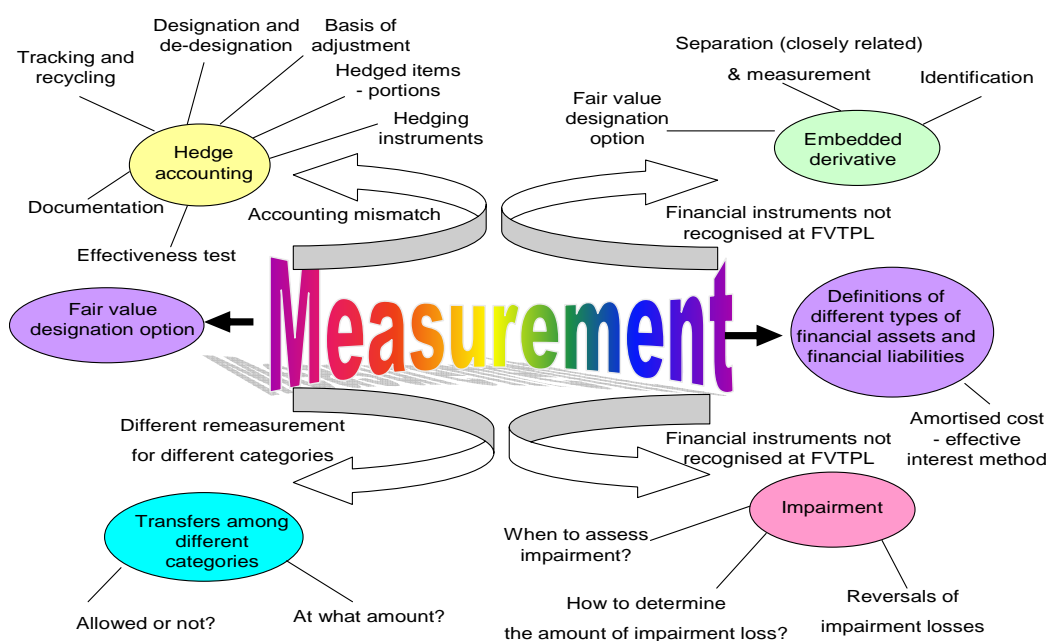 Tracking and
recycling
Designation and
de-designation
Basis of
adjustment
Hedged items
- portions
Hedging
instruments
Hedge
accounting
Documentation
Effectiveness test
Accounting mismatch
Separation (closely related)
& measurement
Identification
Fair value
designation
option
Embedded
derivative
Financial instruments not
recognised at FVTPL
Fair value
designation option
Measurement
Definitions of
different types of
financial assets and
financial liabilities
Amortised cost
- effective
interest method
Different remeasurement
for different categories
Transfers among
different
categories
Allowed or not?
At what amount?
Financial instruments not
recognised at FVTPL
Impairment
When to assess
impairment?
How to determine
the amount of impairment loss?
Reversals of
impairment losses